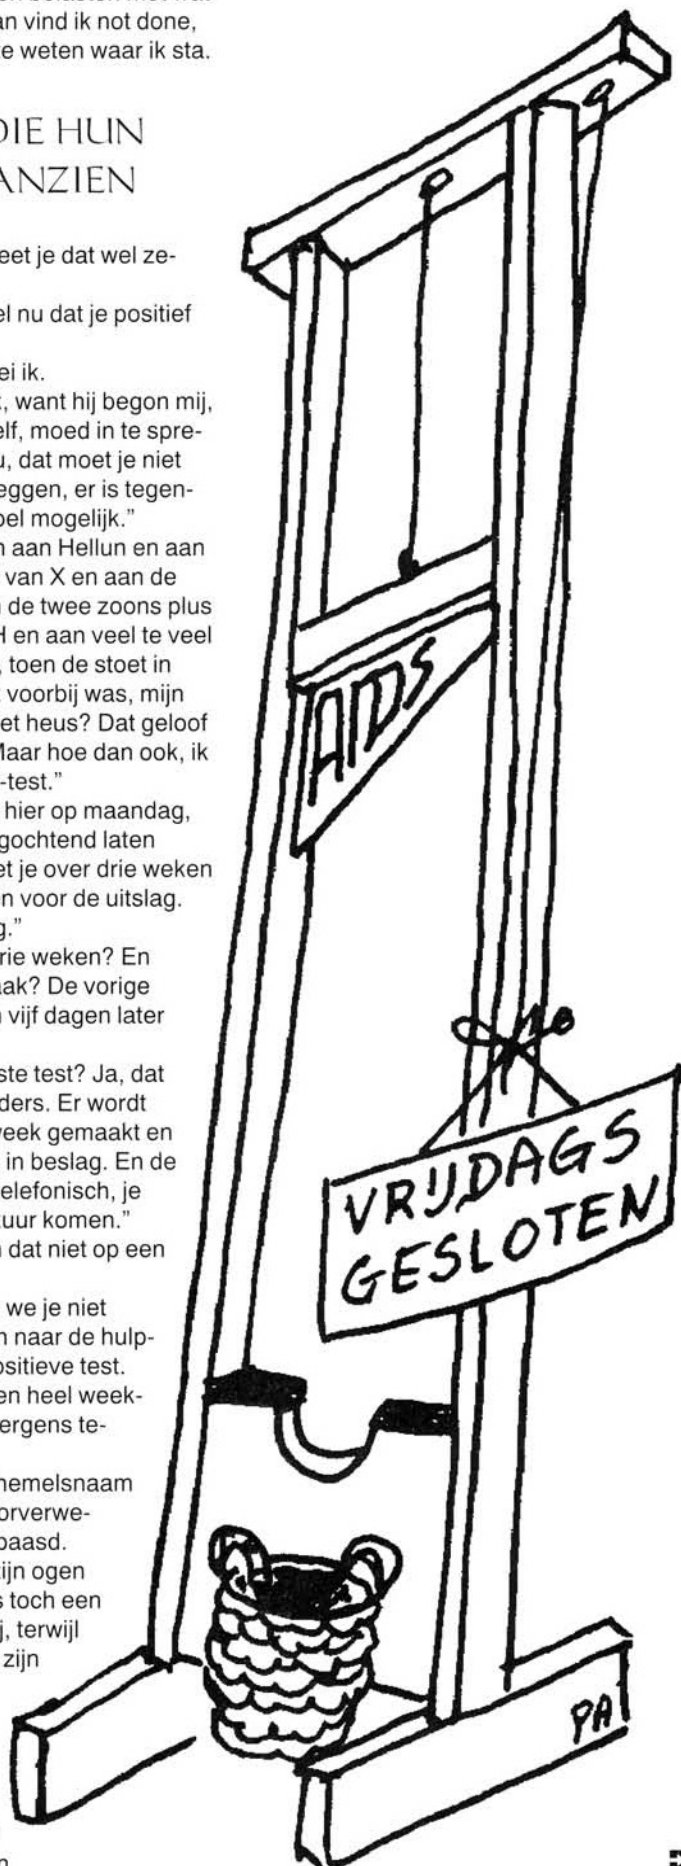 an vind ik not done,
te weten waar ik sta.
DIE HUN
ANZIEN
eet je dat wel ze-
el nu dat je positief
ei ik.
, want hij begon mij,
elf, moed in te spre-
u, dat moet je niet
eggen, er is tegen-
oel mogelijk.”
n aan Hellun en aan
van X en aan de
n de twee zoons plus
H en aan veel te veel
, toen de stoet in
t voorbij was, mijn
et heus? Dat geloof
Maar hoe dan ook, ik
-test.”
hier op maandag,
gochtend laten
et je over drie weken
n voor de uitslag.
g.”
rie weken? En
aak? De vorige
n vijf dagen later
ste test? Ja, dat
ders. Er wordt
week gemaakt en
in beslag. En de
elefonisch, je
uur komen.”
n dat niet op een
we je niet
n naar de hulp-
ositieve test.
en heel week-
ergens te-
hemelsnaam
orverwe-
baasd.
zijn ogen
s toch een
j, terwijl
zijn
AIDS
VRIJDAGS
GESLOTEN
PA